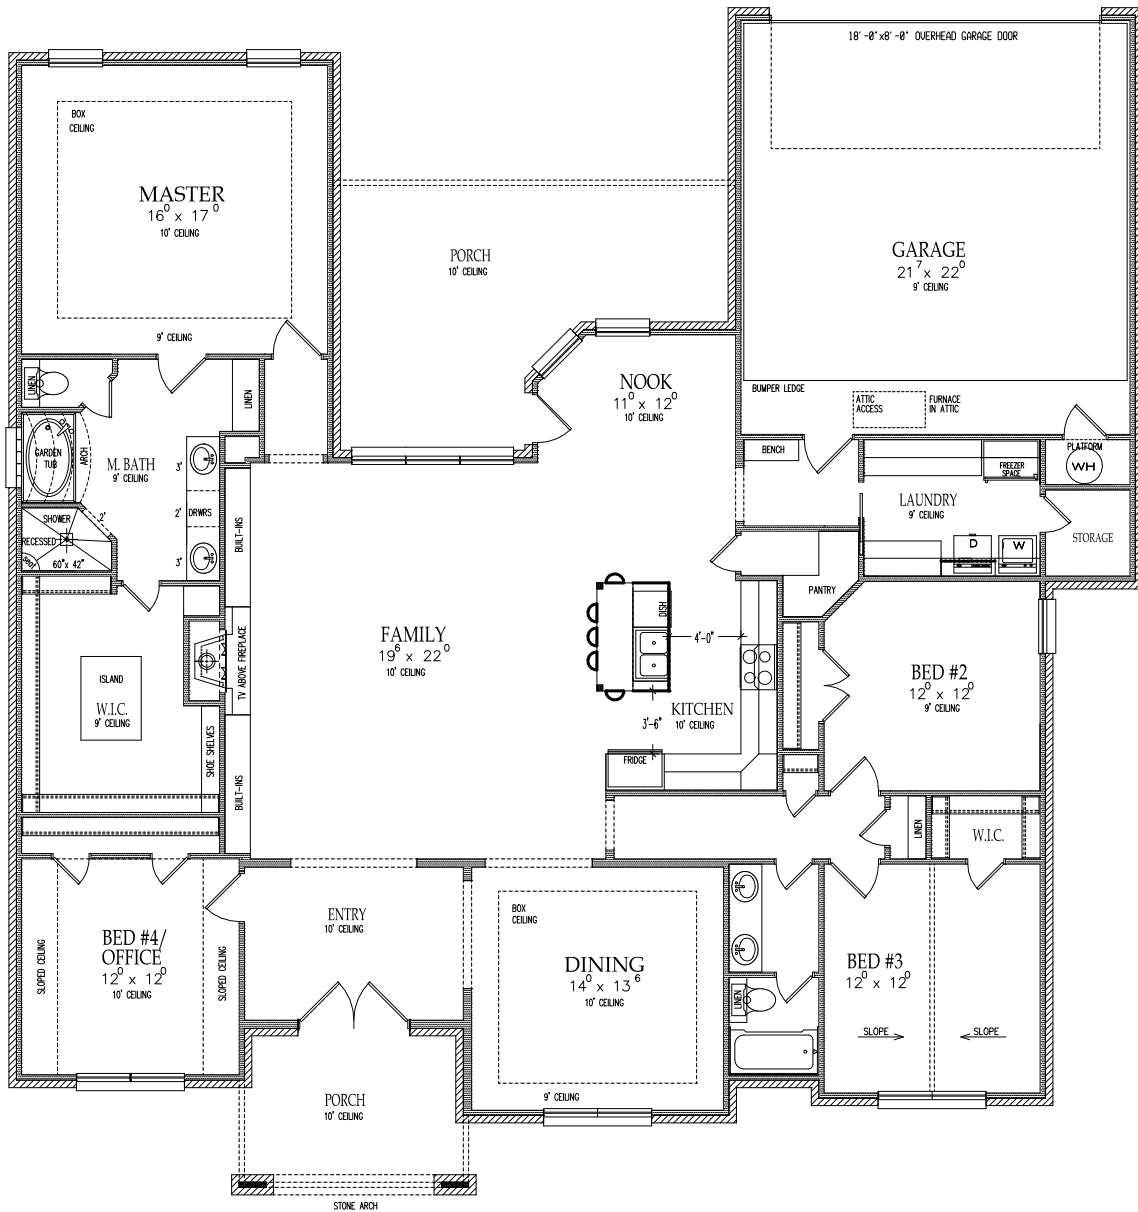 18'-0"x8'-0" OVERHEAD GARAGE DOOR
BOX
CEILING
MASTER
16⁰ x 17⁰
10' CEILING
9' CEILING
PORCH
10' CEILING
GARAGE
21⁷ x 22⁰
9' CEILING
BUMPER LEDGE
ATTIC
ACCESS
FURNACE
IN ATTIC
NOOK
11⁰ x 12⁰
10' CEILING
LINEN
LINEN
GARDEN
TUB
ARCH
M. BATH
9' CEILING
3'
2'
DRWRS
3'
SHOWER
2'
RECESSED
60"x 42"
BUILT-INS
BENCH
PLATFORM
WH
FREEZER
SPACE
LAUNDRY
9' CEILING
STORAGE
D
W
PANTRY
FAMILY
19⁶ x 22⁰
10' CEILING
TV ABOVE FIREPLACE
DISH
4'-0"
KITCHEN
10' CEILING
3'-6"
FRIDGE
BED #2
12⁰ x 12⁰
9' CEILING
ISLAND
W.I.C.
9' CEILING
SHOE SHELVES
BUILT-INS
LINEN
W.I.C.
ENTRY
10' CEILING
BOX
CEILING
DINING
14⁰ x 13⁶
10' CEILING
9' CEILING
BED #4/
OFFICE
12⁰ x 12⁰
10' CEILING
SLOPED CEILING
SLOPED CEILING
LINEN
BED #3
12⁰ x 12⁰
SLOPE
SLOPE
PORCH
10' CEILING
STONE ARCH